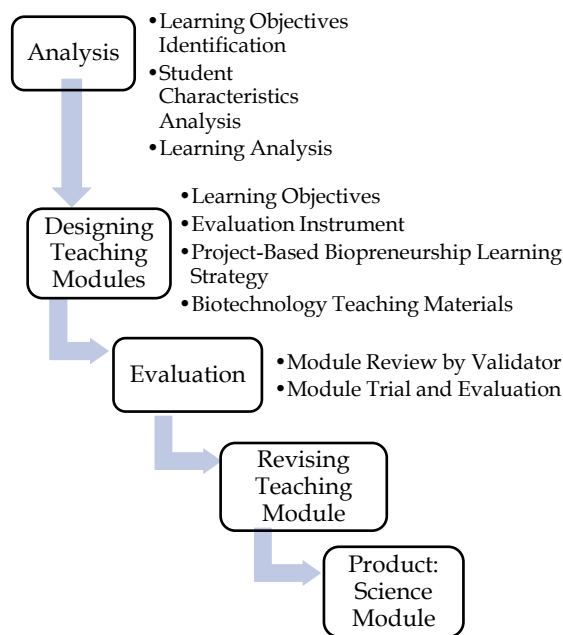 Analysis
•Learning Objectives
Identification
•Student
Characteristics
Analysis
•Learning Analysis
Designing
Teaching
Modules
•Learning Objectives
•Evaluation Instrument
•Project-Based Biopreneurship Learning
Strategy
•Biotechnology Teaching Materials
Evaluation
•Module Review by Validator
•Module Trial and Evaluation
Revising
Teaching
Module
Product:
Science
Module